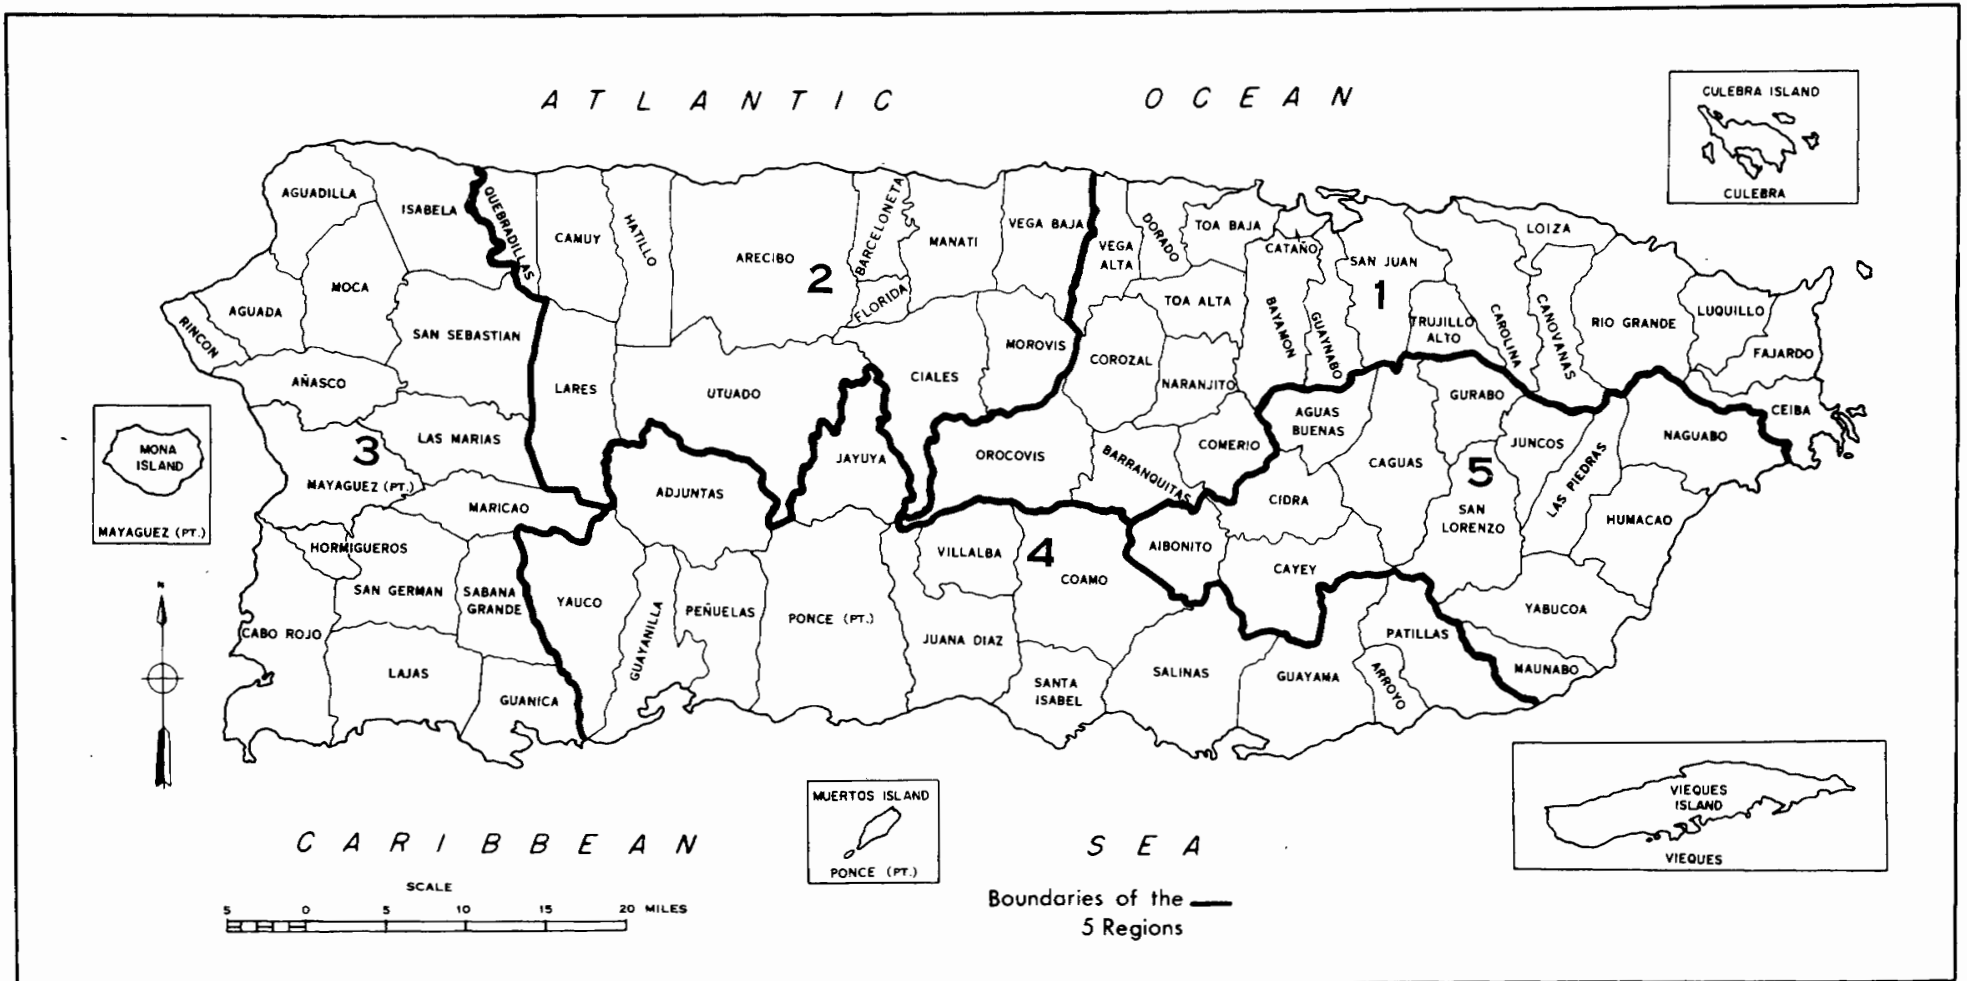 ATLANTIC OCEAN
CULEBRA ISLAND
CULEBRA
AGUADILLA
ISABELA
QUEBRADILLAS
CAMUY
HATILLO
ARECIBO
2
BARCELONETA
FLORIDA
MANATI
VEGA BAJA
VEGA
ALTA
DORADO
TOA BAJA
CATAÑO
SAN JUAN
1
LOIZA
TOA ALTA
BAYAMON
GUAYNABO
TRUJILLO
ALTO
CAROLINA
CANOVANAS
RIO GRANDE
LUQUILLO
FAJARDO
CEIBA
MOCA
AGUADA
RINCON
SAN SEBASTIAN
AÑASCO
LARES
UTUADO
CIALES
MOROVIS
COROZAL
NARANJITO
AGUAS
BUENAS
GURABO
JUNCOS
NAGUABO
MONA
ISLAND
MAYAGUEZ (PT.)
3
MAYAGUEZ (PT.)
LAS MARIAS
MARICAO
ADJUNTAS
JAYUYA
OROCOVIS
BARRANQUITAS
COMERIO
CIDRA
CAGUAS
5
SAN
LORENZO
LAS PIEDRAS
HUMACAO
HORMIGUEROS
SAN GERMAN
SABANA
GRANDE
YAUCO
GUAYANILLA
PEÑUELAS
PONCE (PT.)
VILLALBA
4
COAMO
AIBONITO
CAYEY
YABUCOA
CABO ROJO
LAJAS
GUANICA
JUANA DIAZ
SANTA
ISABEL
SALINAS
GUAYAMA
PATILLAS
ARROYO
MAUNABO
N
MUERTOS ISLAND
PONCE (PT.)
VIEQUES
ISLAND
VIEQUES
CARIBBEAN SEA
SCALE
5 0 5 10 15 20 MILES
Boundaries of the
5 Regions